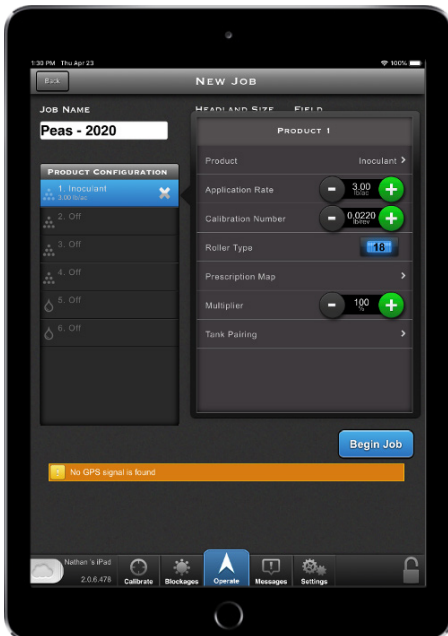 1:30 PM Thu Apr 23
100%
Back
New Job
Job Name
Headland Size
Field
Peas - 2020
Product 1
Product
Inoculant >
Product Configuration
1. Inoculant
3.00 lb/ac
Application Rate
3.00
lb/ac
2. Off
Calibration Number
0.0220
lb/rev
3. Off
Roller Type
18
4. Off
Prescription Map
5. Off
Multiplier
100
%
6. Off
Tank Pairing
Begin Job
No GPS signal is found
Nathan 's iPad
2.0.6.478
Calibrate
Blockages
Operate
Messages
Settings